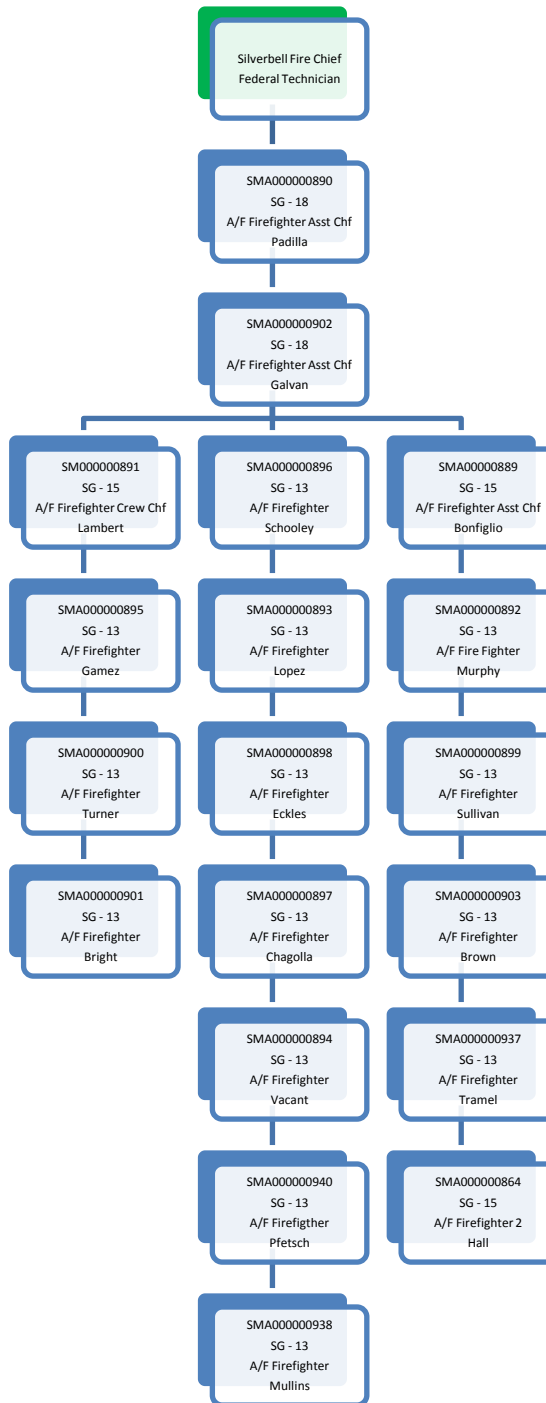 Silverbell Fire Chief
Federal Technician
SMA000000890
SG - 18
A/F Firefighter Asst Chf
Padilla
SMA000000902
SG - 18
A/F Firefighter Asst Chf
Galvan
SM000000891
SG - 15
A/F Firefighter Crew Chf
Lambert
SMA000000895
SG - 13
A/F Firefighter
Gamez
SMA000000900
SG - 13
A/F Firefighter
Turner
SMA000000901
SG - 13
A/F Firefighter
Bright
SMA000000896
SG - 13
A/F Firefighter
Schooley
SMA000000893
SG - 13
A/F Firefighter
Lopez
SMA000000898
SG - 13
A/F Firefighter
Eckles
SMA000000897
SG - 13
A/F Firefighter
Chagolla
SMA000000894
SG - 13
A/F Firefighter
Vacant
SMA000000940
SG - 13
A/F Firefigther
Pfetsch
SMA000000938
SG - 13
A/F Firefighter
Mullins
SMA00000889
SG - 15
A/F Firefighter Asst Chf
Bonfiglio
SMA000000892
SG - 13
A/F Fire Fighter
Murphy
SMA000000899
SG - 13
A/F Firefighter
Sullivan
SMA000000903
SG - 13
A/F Firefighter
Brown
SMA000000937
SG - 13
A/F Firefighter
Tramel
SMA000000864
SG - 15
A/F Firefighter 2
Hall